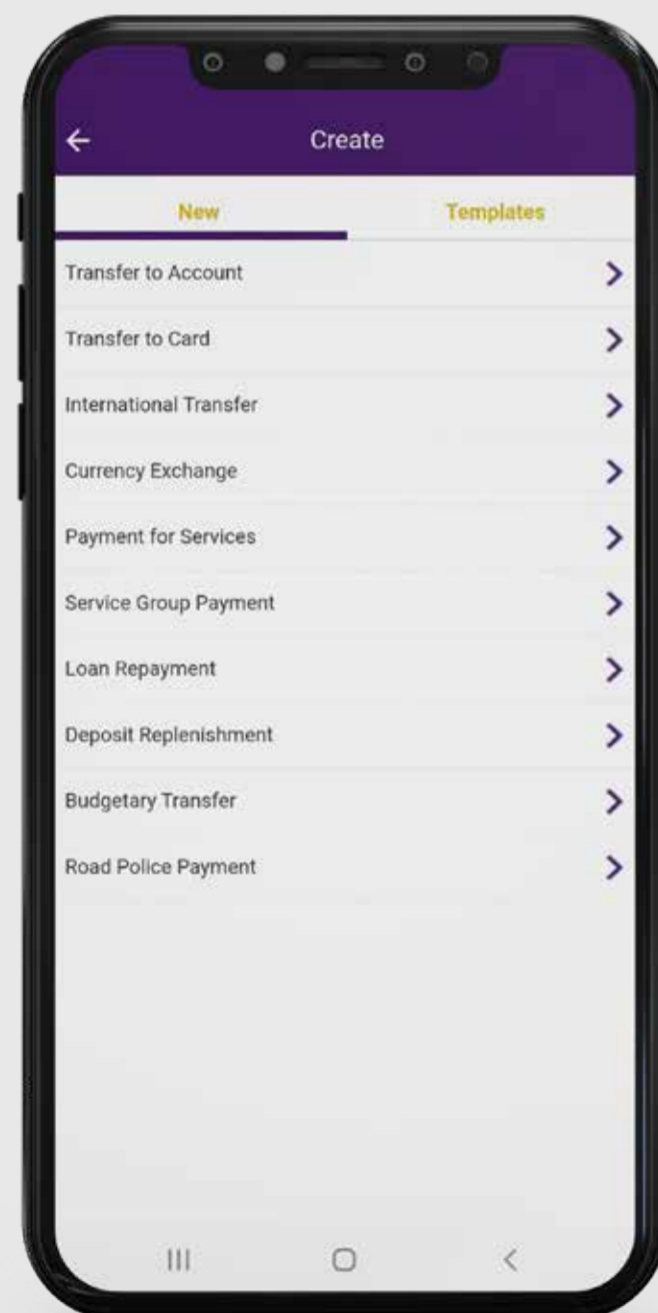 Create
New
Templates
Transfer to Account
Transfer to Card
International Transfer
Currency Exchange
Payment for Services
Service Group Payment
Loan Repayment
Deposit Replenishment
Budgetary Transfer
Road Police Payment